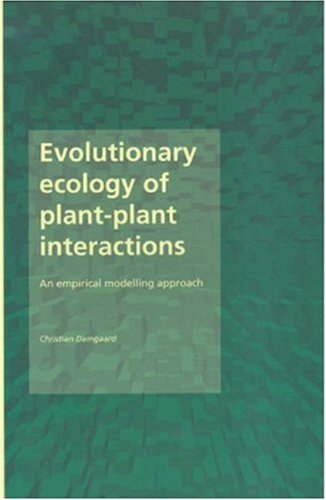 Evolutionary
ecology of
plant-plant
interactions
An empirical modelling approach
Christian Damgaard